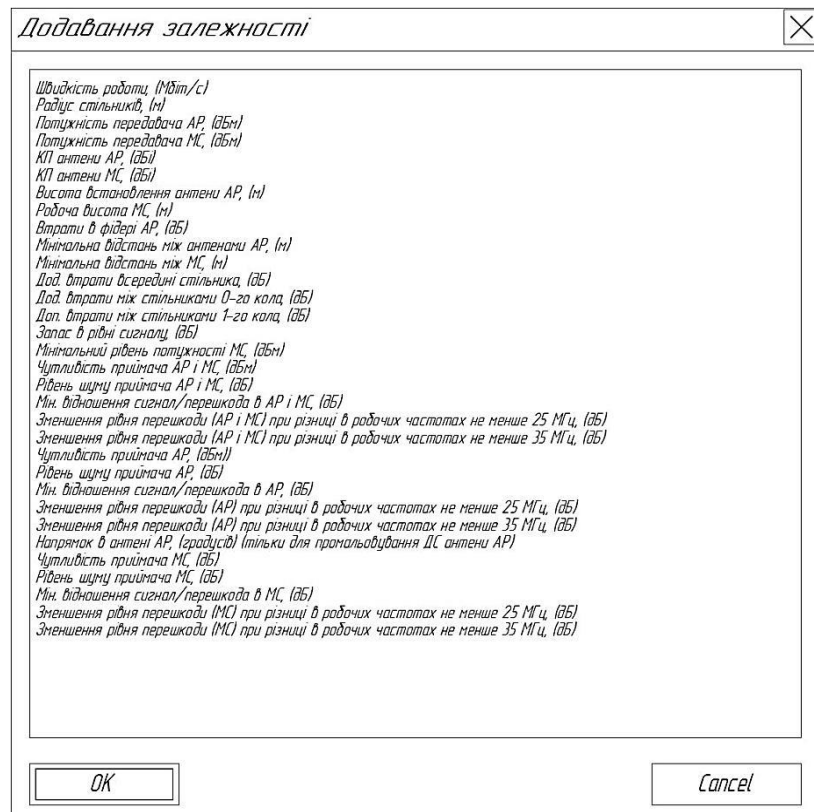 Додавання залежності
Швидкість роботи, (Мбіт/с)
Радіус стільників, (м)
Потужність передавача АР, (дБм)
Потужність передавача МС, (дБм)
КП антени АР, (дБі)
КП антени МС, (дБі)
Висота встановлення антени АР, (м)
Робоча висота МС, (м)
Втрати в фідері АР, (дБ)
Мінімальна відстань між антенами АР, (м)
Мінімальна відстань між МС, (м)
Дод. втрати всередині стільника, (дБ)
Дод. втрати між стільниками 0-го кола, (дБ)
Доп. втрати між стільниками 1-го кола, (дБ)
Запас в рівні сигналу, (дБ)
Мінімальний рівень потужності МС, (дБм)
Чутливість приймача АР і МС, (дБм)
Рівень шуму приймача АР і МС, (дБ)
Мін. відношення сигнал/перешкода в АР і МС, (дБ)
Зменшення рівня перешкоди (АР і МС) при різниці в робочих частотах не менше 25 МГц, (дБ)
Зменшення рівня перешкоди (АР і МС) при різниці в робочих частотах не менше 35 МГц, (дБ)
Чутливість приймача АР, (дБм))
Рівень шуму приймача АР, (дБ)
Мін. відношення сигнал/перешкода в АР, (дБ)
Зменшення рівня перешкоди (АР) при різниці в робочих частотах не менше 25 МГц, (дБ)
Зменшення рівня перешкоди (АР) при різниці в робочих частотах не менше 35 МГц, (дБ)
Напрямок в антені АР, (градусів) (тільки для промальовування ДС антени АР)
Чутливість приймача МС, (дБ)
Рівень шуму приймача МС, (дБ)
Мін. відношення сигнал/перешкода в МС, (дБ)
Зменшення рівня перешкоди (МС) при різниці в робочих частотах не менше 25 МГц, (дБ)
Зменшення рівня перешкоди (МС) при різниці в робочих частотах не менше 35 МГц, (дБ)
OK Cancel